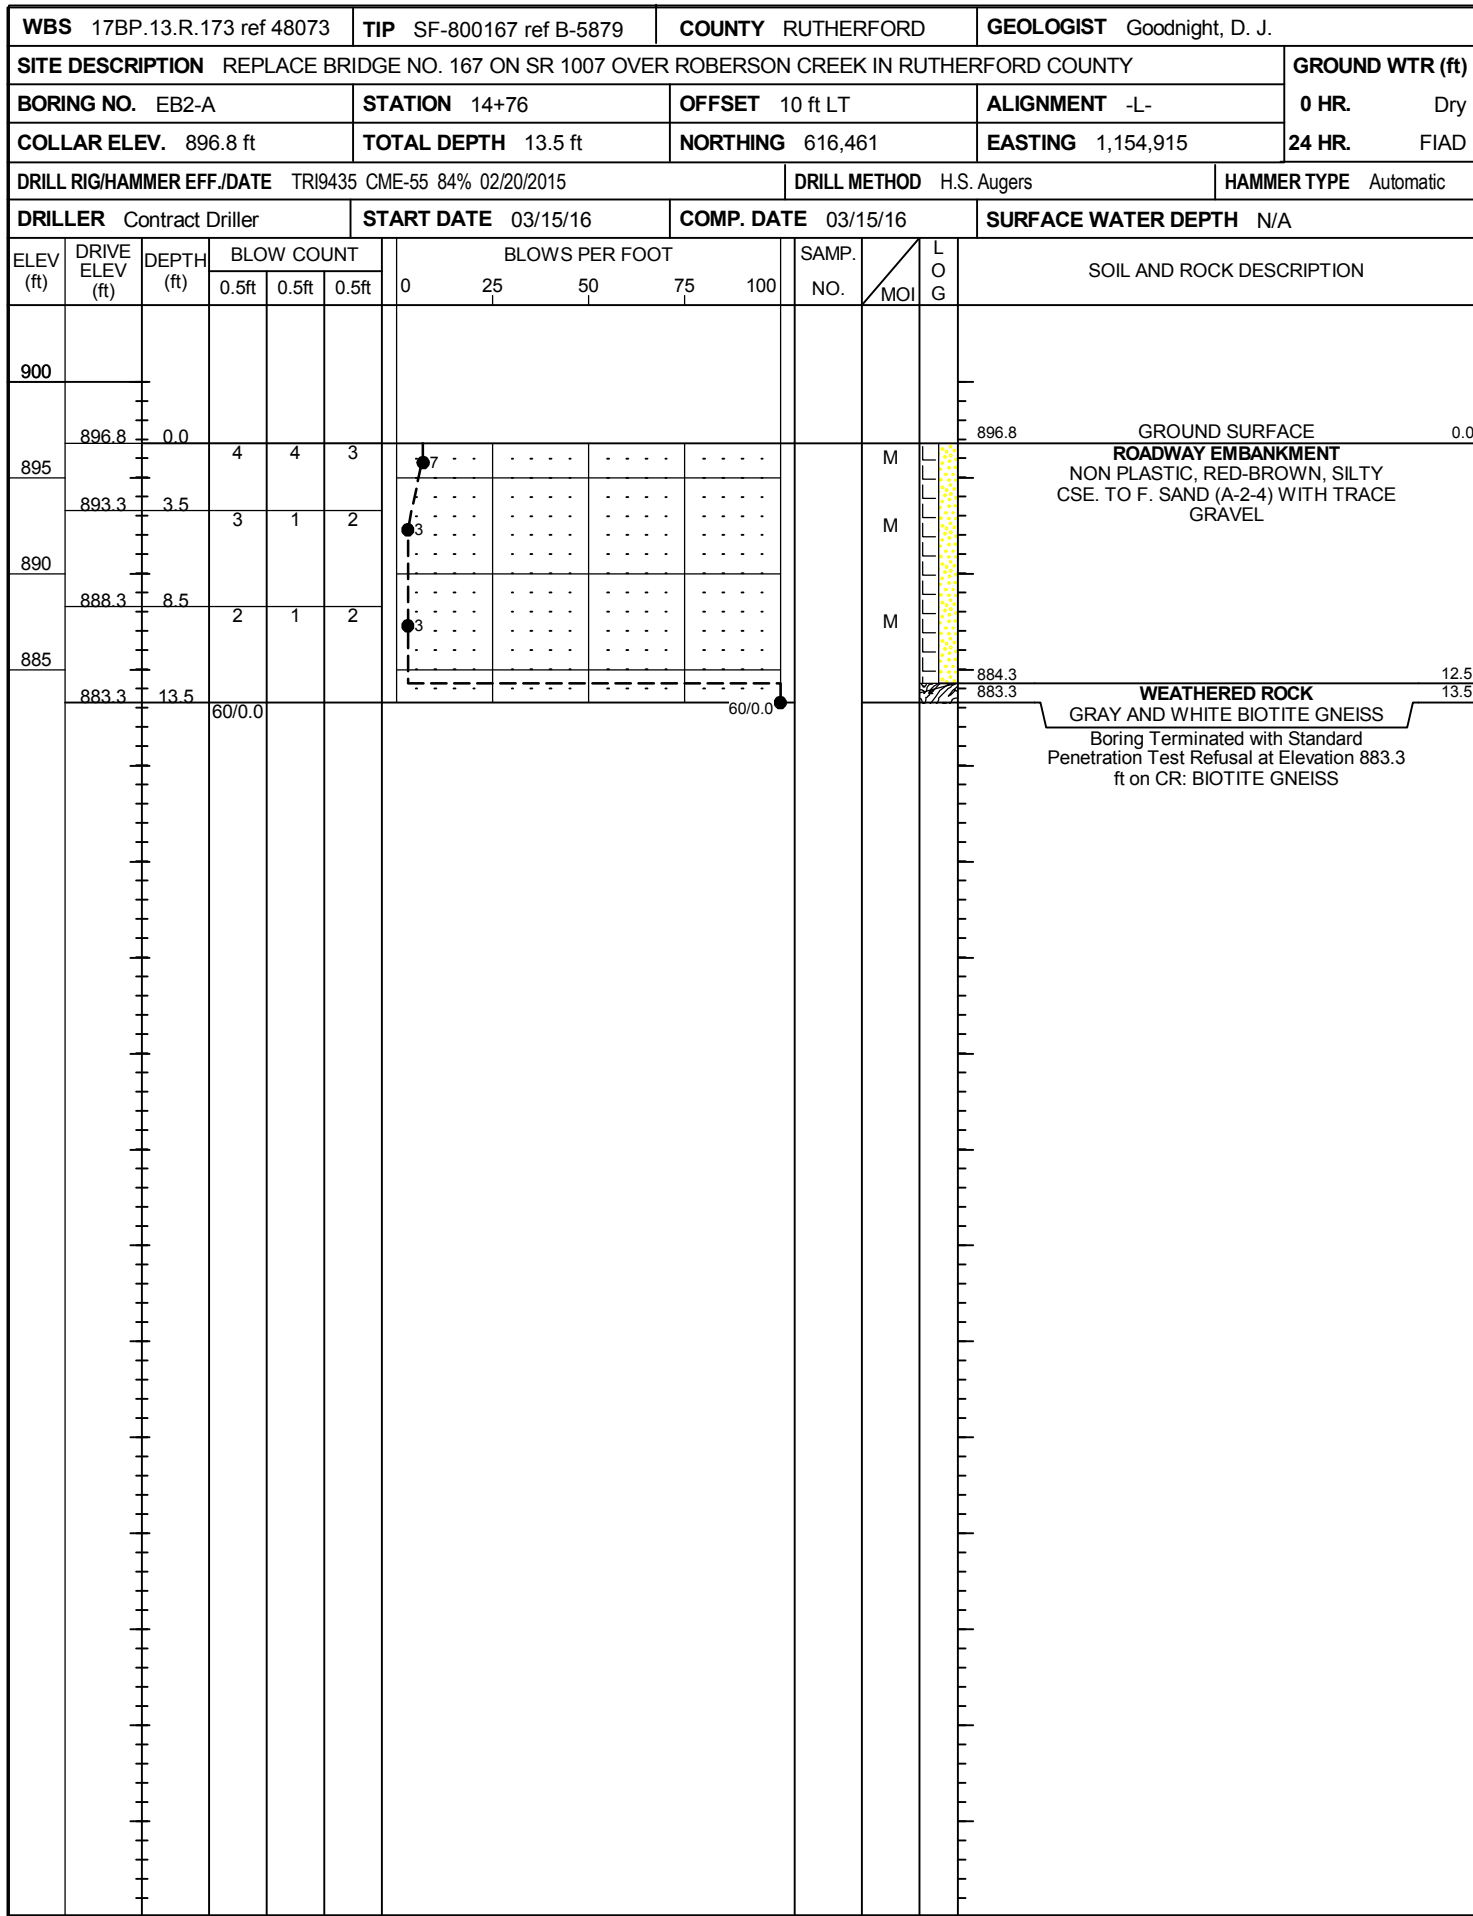 WBS 17BP.13.R.173 ref 48073 TIP SF-800167 ref B-5879 COUNTY RUTHERFORD GEOLOGIST Goodnight, D. J.
SITE DESCRIPTION REPLACE BRIDGE NO. 167 ON SR 1007 OVER ROBERSON CREEK IN RUTHERFORD COUNTY GROUND WTR (ft)
BORING NO. EB2-A STATION 14+76 OFFSET 10 ft LT ALIGNMENT -L- 0 HR. Dry
COLLAR ELEV. 896.8 ft TOTAL DEPTH 13.5 ft NORTHING 616,461 EASTING 1,154,915 24 HR. FIAD
DRILL RIG/HAMMER EFF./DATE TRI9435 CME-55 84% 02/20/2015 DRILL METHOD H.S. Augers HAMMER TYPE Automatic
DRILLER Contract Driller START DATE 03/15/16 COMP. DATE 03/15/16 SURFACE WATER DEPTH N/A
ELEV (ft) DRIVE ELEV (ft) DEPTH (ft) BLOW COUNT BLOWS PER FOOT SAMP. NO. MOI LOG SOIL AND ROCK DESCRIPTION
0.5ft 0.5ft 0.5ft 0 25 50 75 100
900
896.8 0.0 896.8 GROUND SURFACE 0.0
4 4 3 7 M ROADWAY EMBANKMENT
895 NON PLASTIC, RED-BROWN, SILTY
CSE. TO F. SAND (A-2-4) WITH TRACE
893.3 3.5 GRAVEL
3 1 2 3 M
890
888.3 8.5
2 1 2 3 M
885
884.3 12.5
883.3 13.5 883.3 WEATHERED ROCK 13.5
60/0.0 60/0.0 GRAY AND WHITE BIOTITE GNEISS
Boring Terminated with Standard
Penetration Test Refusal at Elevation 883.3
ft on CR: BIOTITE GNEISS